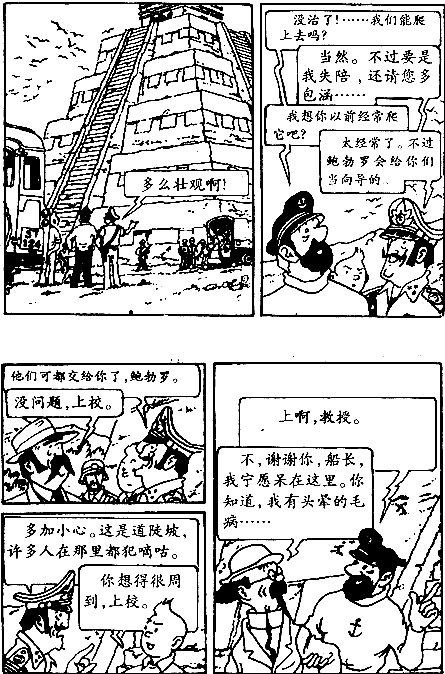 多么壮观啊!
没治了!……我们能爬
上去吗?
当然。不过要是
我失陪,还请您多
包涵……
我想你以前经常爬
它吧?
太经常了。不过
鲍勃罗会给你们
当向导的.
他们可都交给你了,鲍勃罗。
没问题,上校。
多加小心。这是道陡坡,
许多人在那里都犯嘀咕。
你想得很周
到,上校。
上啊,教授。
不,谢谢你,船长,
我宁愿呆在这里。你
知道,我有头晕的毛
病……